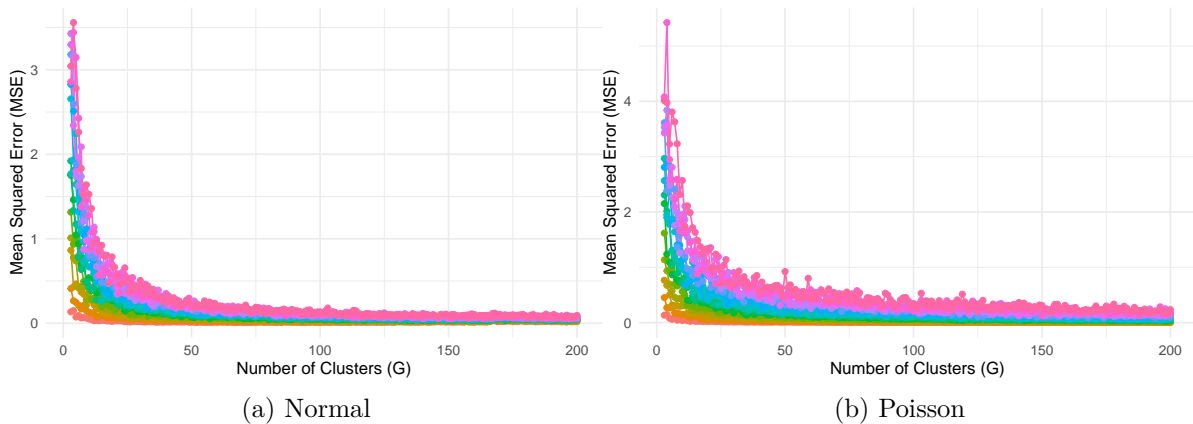 Mean Squared Error (MSE)
3
2
1
0
0
50
100
150
200
Number of Clusters (G)
(a) Normal
Mean Squared Error (MSE)
4
2
0
0
50
100
150
200
Number of Clusters (G)
(b) Poisson